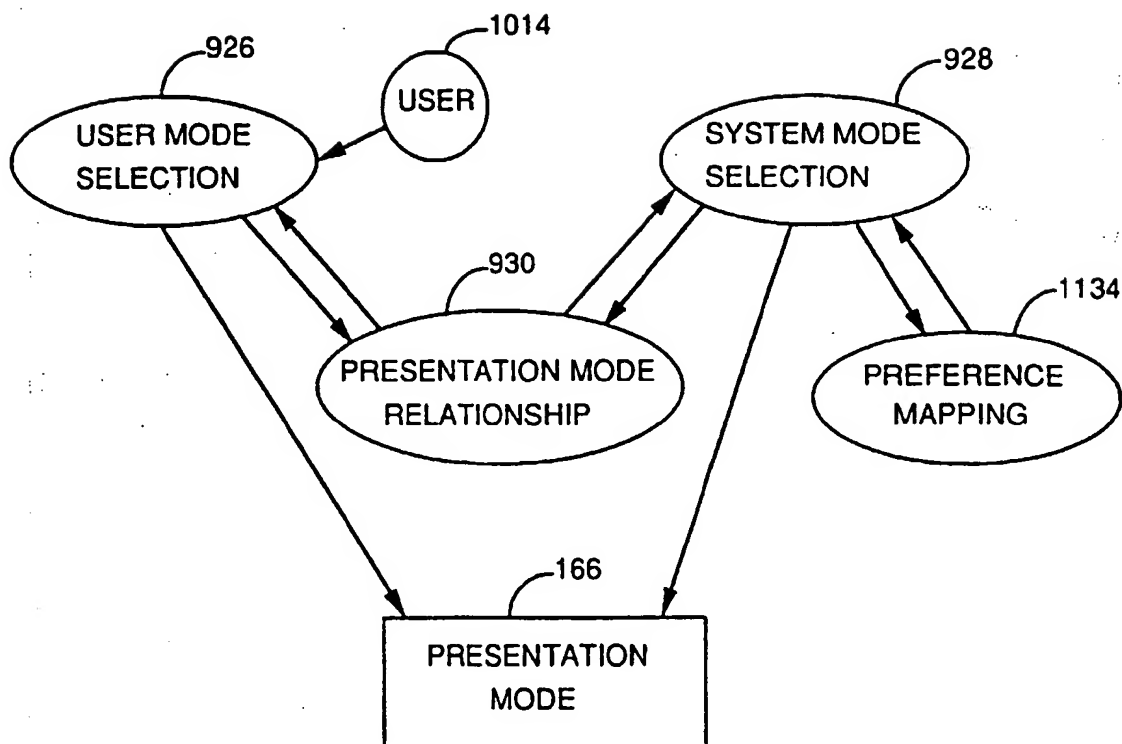 1014
926
USER
928
USER MODE
SELECTION
SYSTEM MODE
SELECTION
930
1134
PRESENTATION MODE
RELATIONSHIP
PREFERENCE
MAPPING
166
PRESENTATION
MODE